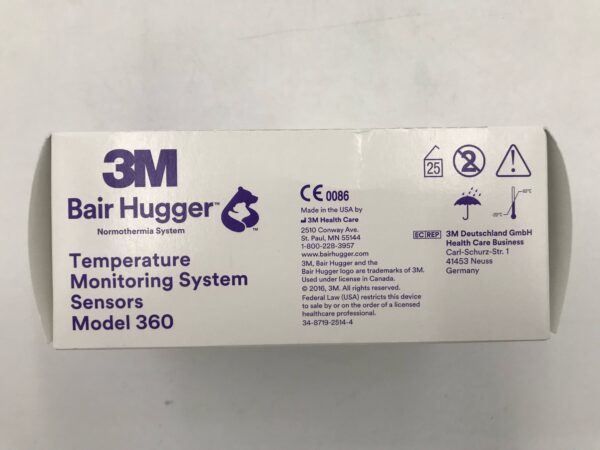 3M
Bair Hugger™
Normothermia System
Temperature
Monitoring System
Sensors
Model 360
CE 0086
Made in the USA by
3M Health Care
2510 Conway Ave.
St. Paul, MN 55144
1-800-228-3957
www.bairhugger.com
3M, Bair Hugger and the
Bair Hugger logo are trademarks of 3M.
Used under license in Canada.
© 2016, 3M. All rights reserved.
Federal Law (USA) restricts this device
to sale by or on the order of a licensed
healthcare professional.
34-8719-2514-4
25
2
EC REP 3M Deutschland GmbH
Health Care Business
Carl-Schurz-Str. 1
41453 Neuss
Germany